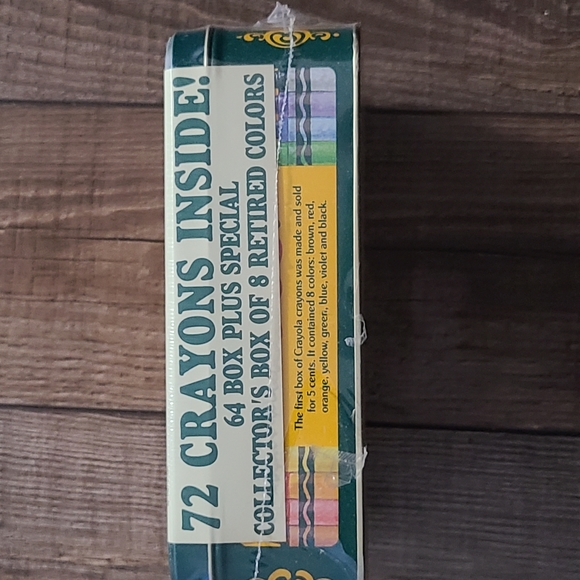 72 CRAYONS INSIDE!
64 BOX PLUS SPECIAL
COLLECTOR'S BOX OF 8 RETIRED COLORS
The first box of Crayola crayons was made and sold
for 5 cents. It contained 8 colors: brown, red,
orange, yellow, green, blue, violet and black.